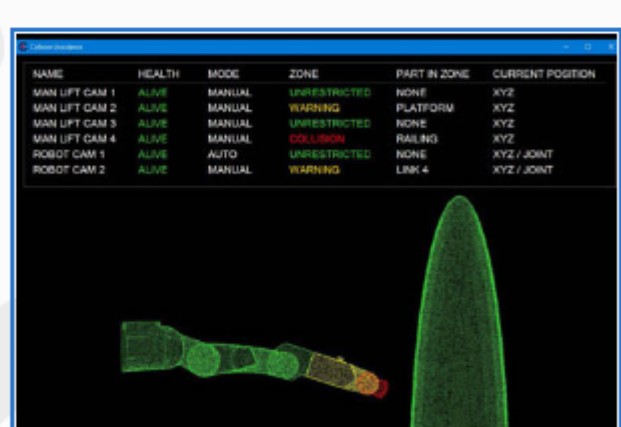 Collision Avoidance
NAME HEALTH MODE ZONE PART IN ZONE CURRENT POSITION
MAN LIFT CAM 1 ALIVE MANUAL UNRESTRICTED NONE XYZ
MAN LIFT CAM 2 ALIVE MANUAL WARNING PLATFORM XYZ
MAN LIFT CAM 3 ALIVE MANUAL UNRESTRICTED NONE XYZ
MAN LIFT CAM 4 ALIVE MANUAL COLLISION RAILING XYZ
ROBOT CAM 1 ALIVE AUTO UNRESTRICTED NONE XYZ / JOINT
ROBOT CAM 2 ALIVE MANUAL WARNING LINK 4 XYZ / JOINT